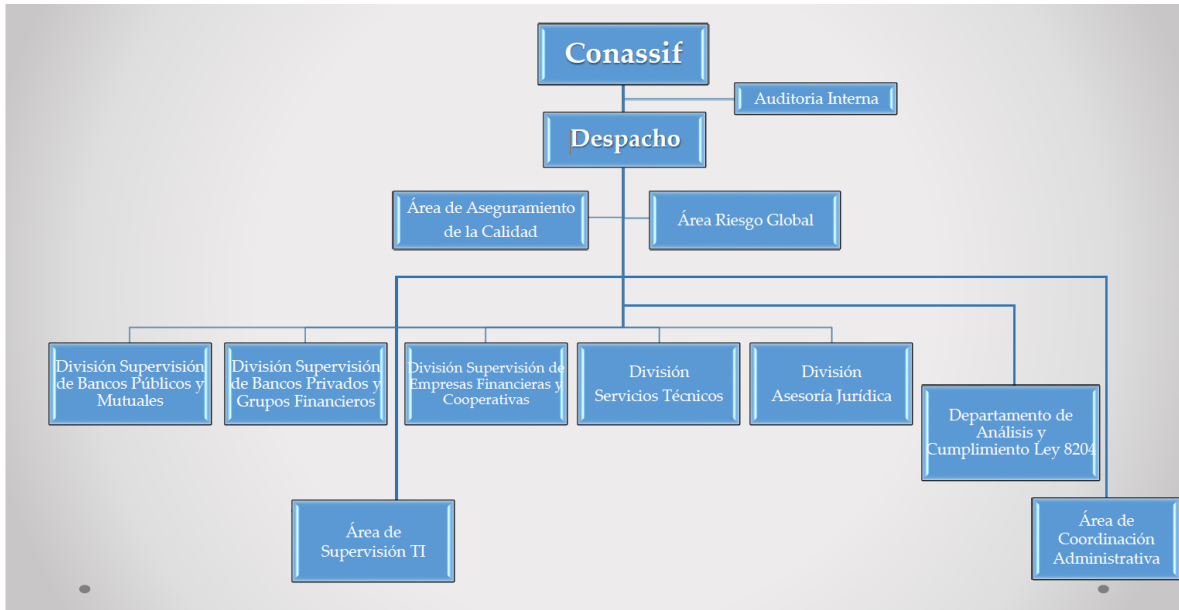 Conassif
Auditoria Interna
Despacho
Área de Aseguramiento
de la Calidad
Área Riesgo Global
División Supervisión
de Bancos Públicos y
Mutuales
División Supervisión
de Bancos Privados y
Grupos Financieros
División Supervisión de
Empresas Financieras y
Cooperativas
División
Servicios Técnicos
División
Asesoría Jurídica
Departamento de
Análisis y
Cumplimiento Ley 8204
Área de
Supervisión TI
Área de
Coordinación
Administrativa